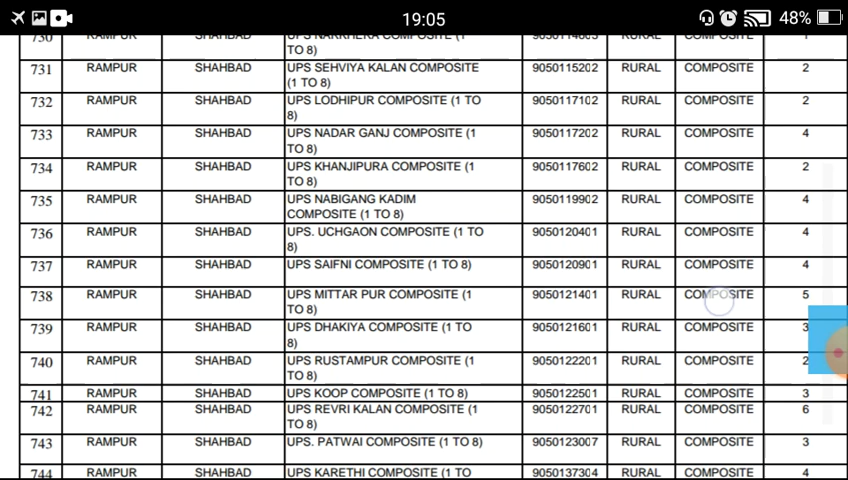 19:05 48%
730 RAMPUR SHAHBAD UPS NARKHERA COMPOSITE (1 TO 8) 9050114803 RURAL COMPOSITE 1
731 RAMPUR SHAHBAD UPS SEHVIYA KALAN COMPOSITE (1 TO 8) 9050115202 RURAL COMPOSITE 2
732 RAMPUR SHAHBAD UPS LODHIPUR COMPOSITE (1 TO 8) 9050117102 RURAL COMPOSITE 2
733 RAMPUR SHAHBAD UPS NADAR GANJ COMPOSITE (1 TO 8) 9050117202 RURAL COMPOSITE 4
734 RAMPUR SHAHBAD UPS KHANJIPURA COMPOSITE (1 TO 8) 9050117602 RURAL COMPOSITE 2
735 RAMPUR SHAHBAD UPS NABIGANG KADIM COMPOSITE (1 TO 8) 9050119902 RURAL COMPOSITE 4
736 RAMPUR SHAHBAD UPS. UCHGAON COMPOSITE (1 TO 8) 9050120401 RURAL COMPOSITE 4
737 RAMPUR SHAHBAD UPS SAIFNI COMPOSITE (1 TO 8) 9050120901 RURAL COMPOSITE 4
738 RAMPUR SHAHBAD UPS MITTAR PUR COMPOSITE (1 TO 8) 9050121401 RURAL COMPOSITE 5
739 RAMPUR SHAHBAD UPS DHAKIYA COMPOSITE (1 TO 8) 9050121601 RURAL COMPOSITE 3
740 RAMPUR SHAHBAD UPS RUSTAMPUR COMPOSITE (1 TO 8) 9050122201 RURAL COMPOSITE 2
741 RAMPUR SHAHBAD UPS KOOP COMPOSITE (1 TO 8) 9050122501 RURAL COMPOSITE 3
742 RAMPUR SHAHBAD UPS REVRI KALAN COMPOSITE (1 TO 8) 9050122701 RURAL COMPOSITE 6
743 RAMPUR SHAHBAD UPS. PATWAI COMPOSITE (1 TO 8) 9050123007 RURAL COMPOSITE 3
744 RAMPUR SHAHBAD UPS KARETHI COMPOSITE (1 TO 9050137304 RURAL COMPOSITE 4